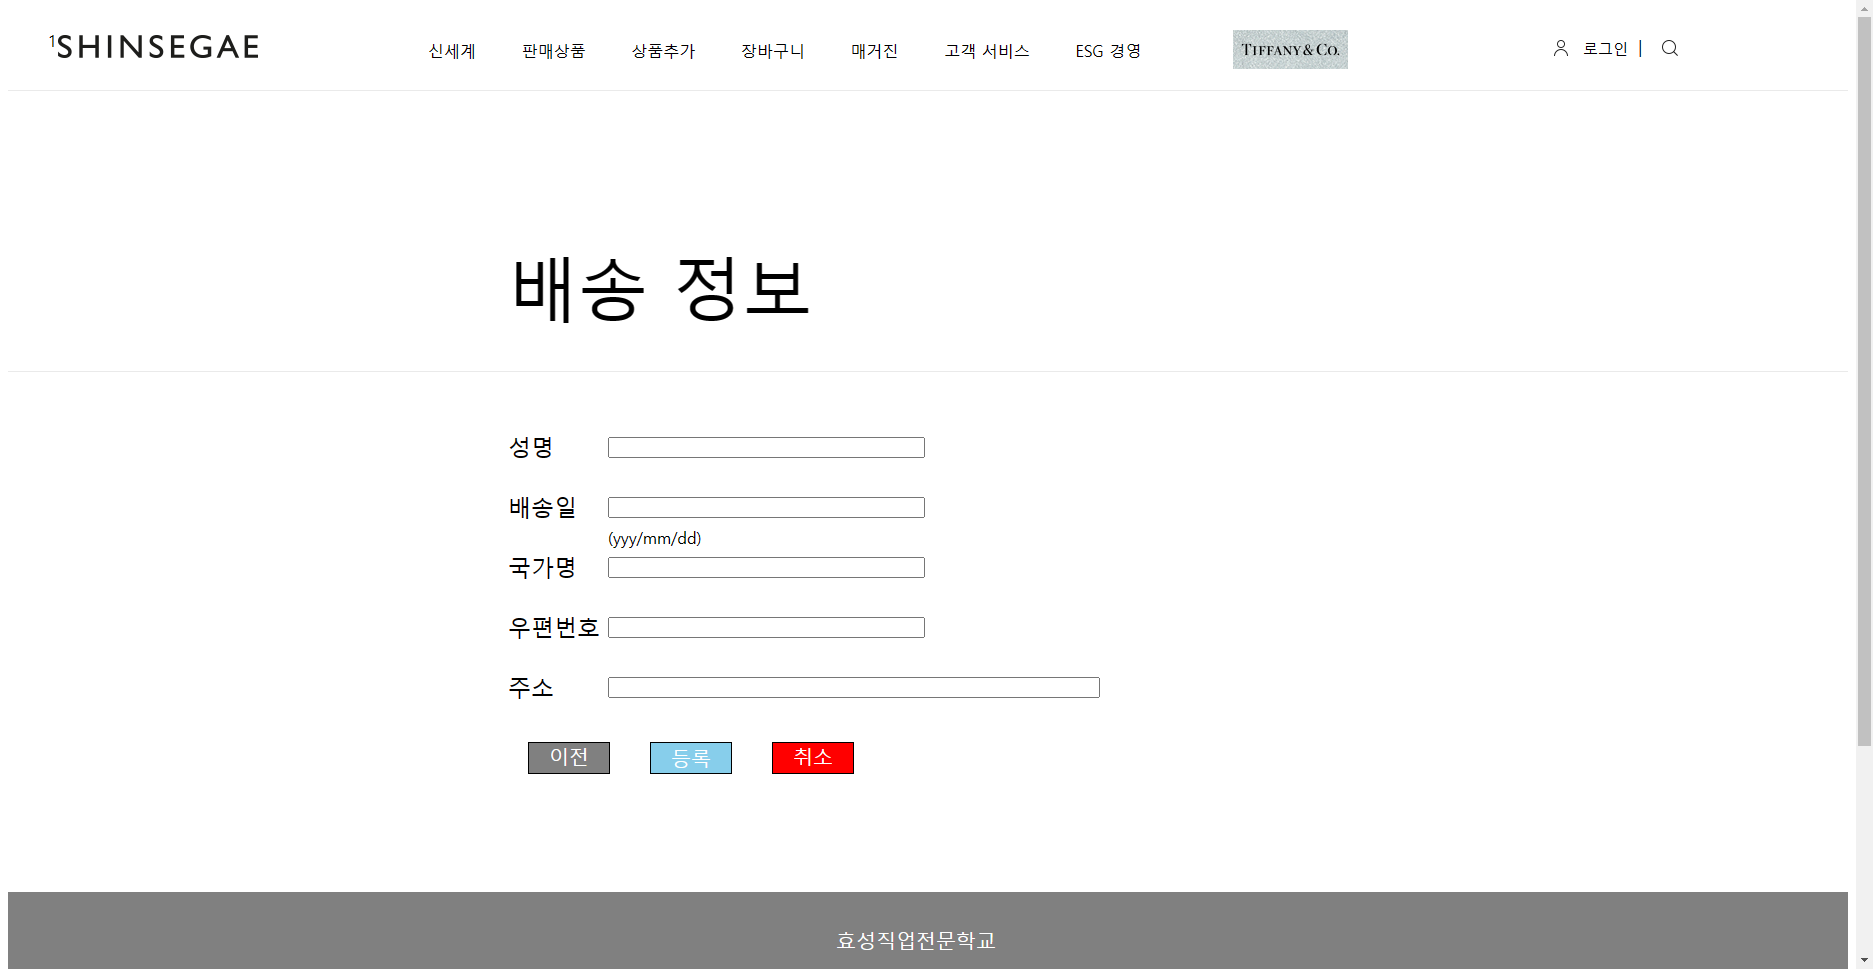 1SHINSEGAE
신세계 판매상품 상품추가 장바구니 매거진 고객 서비스 ESG 경영 TIFFANY & CO. 로그인 |
배송 정보
성명
배송일
(yyy/mm/dd)
국가명
우편번호
주소
이전 등록 취소
효성직업전문학교